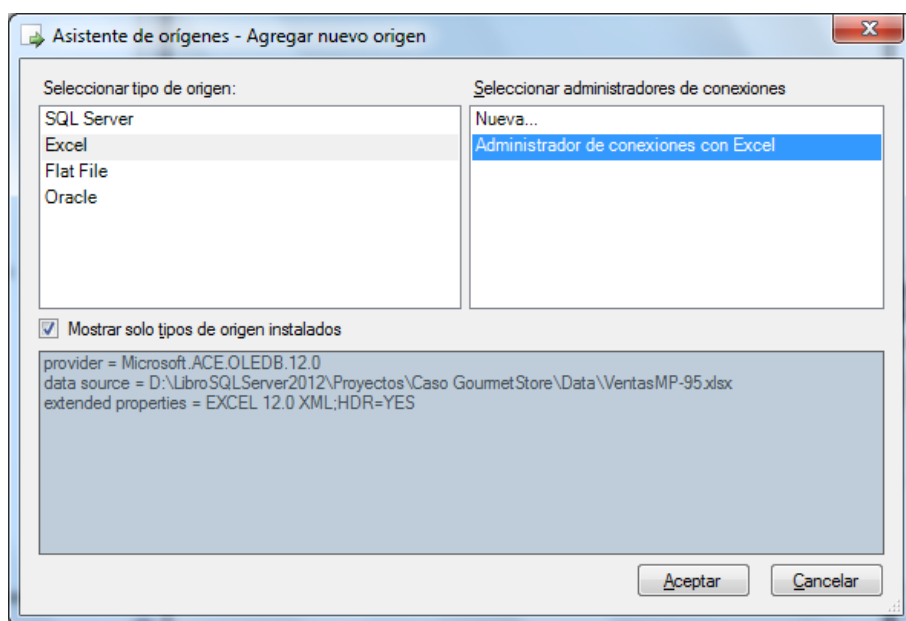 Asistente de orígenes - Agregar nuevo origen
Seleccionar tipo de origen:
SQL Server
Excel
Flat File
Oracle
Seleccionar administradores de conexiones
Nueva...
Administrador de conexiones con Excel
Mostrar solo tipos de origen instalados
provider = Microsoft.ACE.OLEDB.12.0
data source = D:\LibroSQLServer2012\Proyectos\Caso GourmetStore\Data\VentasMP-95.xlsx
extended properties = EXCEL 12.0 XML;HDR=YES
Aceptar
Cancelar